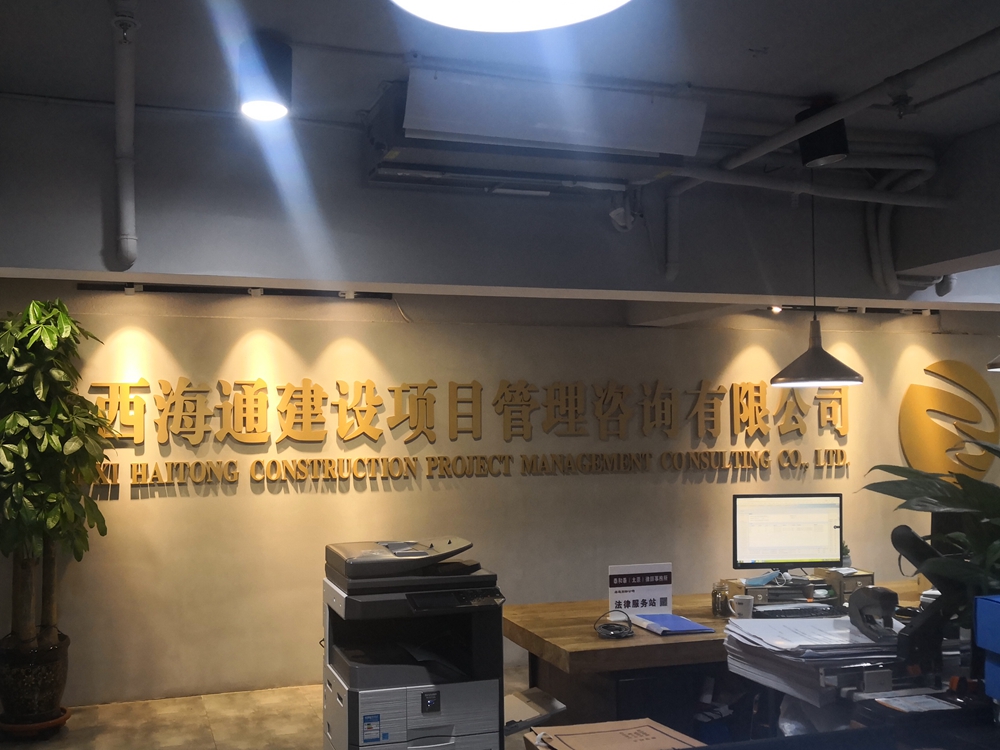 西海通建设项目管理咨询有限公司
XI HAITONG CONSTRUCTION PROJECT MANAGEMENT CONSULTING CO., LTD.
法律服务站